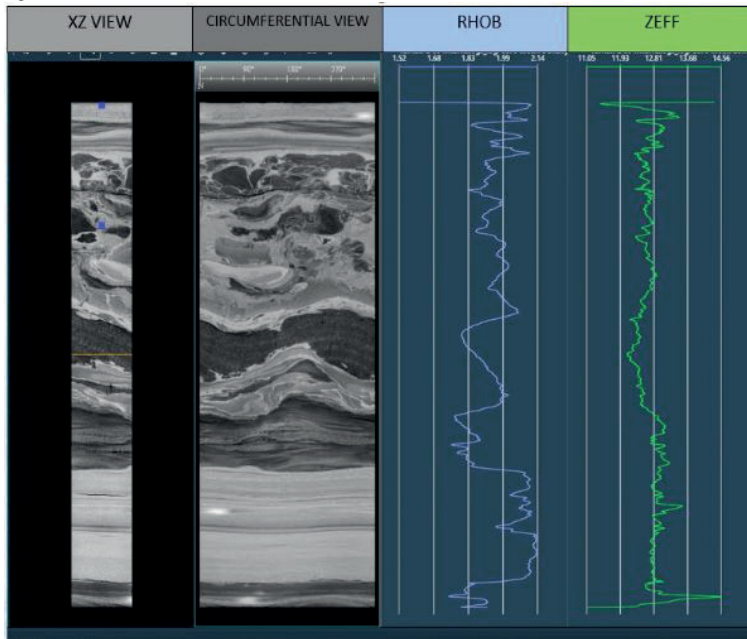 XZ VIEW
CIRCUMFERENTIAL VIEW
RHOB
ZEFF
1.52 1.68 1.83 1.99 2.14
11.05 11.93 12.81 13.68 14.56
0° 90° 180° 270°